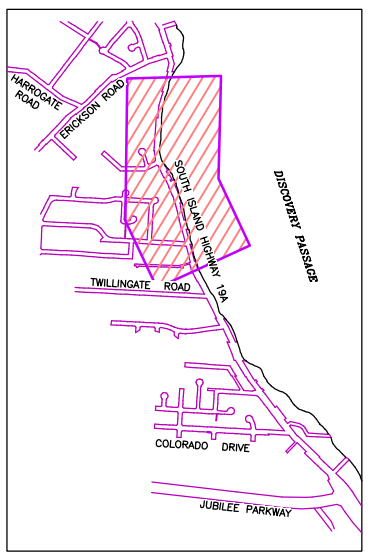 HARROGATE
ROAD
ERICKSON ROAD
SOUTH ISLAND HIGHWAY 19A
DISCOVERY PASSAGE
TWILLINGATE ROAD
COLORADO DRIVE
JUBILEE PARKWAY